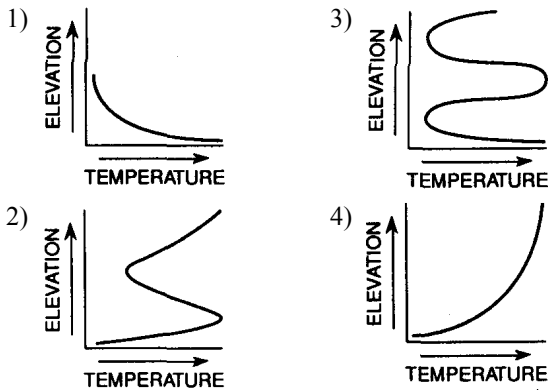 1)
ELEVATION
TEMPERATURE
2)
ELEVATION
TEMPERATURE
3)
ELEVATION
TEMPERATURE
4)
ELEVATION
TEMPERATURE